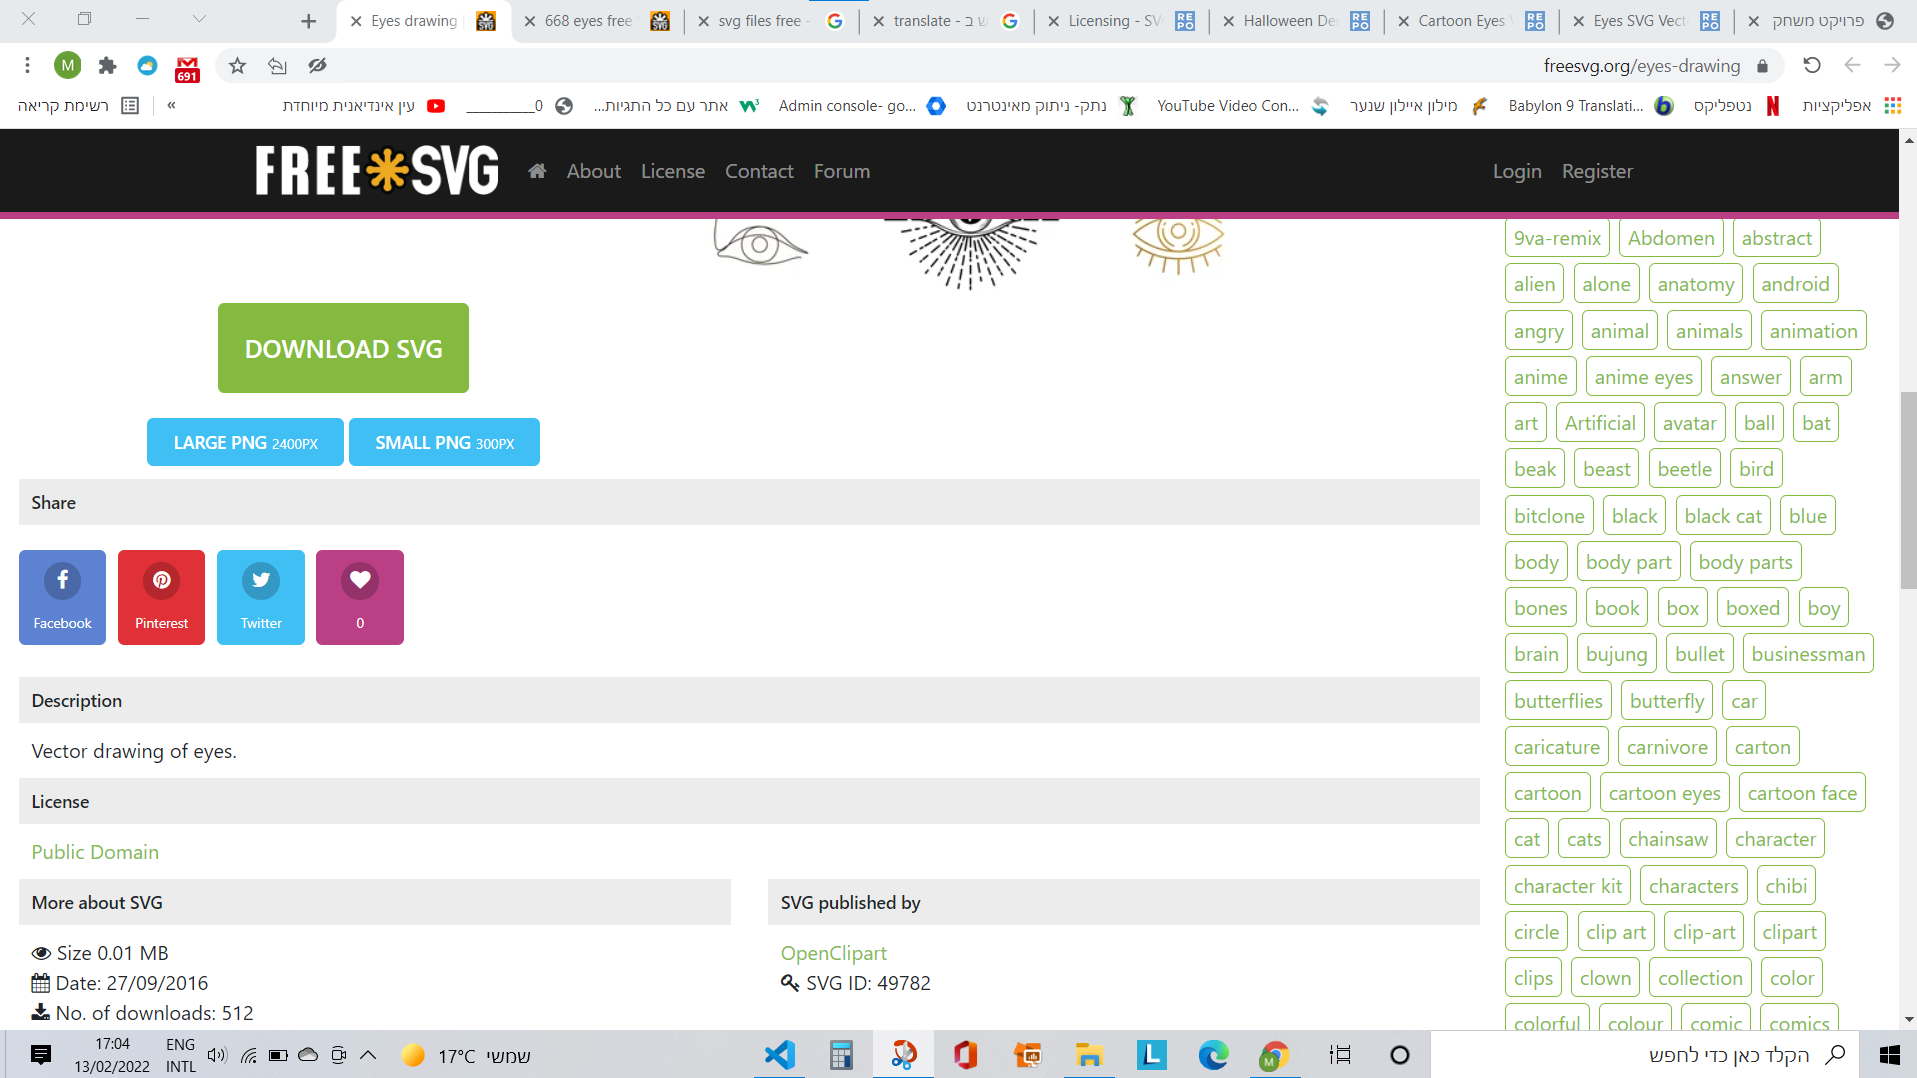 Eyes drawing
668 eyes free
svg files free -
translate - ש ב
Licensing - SV
Halloween De
Cartoon Eyes
Eyes SVG Vect
פרויקט משחק
M
691
freesvg.org/eyes-drawing
רשימת קריאה
«
עין אינדיאנית מיוחדת
__________0
אתר עם כל התגיות...
Admin console- go...
נתק- ניתוק מאינטרנט
YouTube Video Con...
מילון איילון שנער
Babylon 9 Translati...
נטפליקס
אפליקציות
FREE SVG
About
License
Contact
Forum
Login
Register
9va-remix Abdomen abstract
alien alone anatomy android
angry animal animals animation
anime anime eyes answer arm
art Artificial avatar ball bat
beak beast beetle bird
bitclone black black cat blue
body body part body parts
bones book box boxed boy
brain bujung bullet businessman
butterflies butterfly car
caricature carnivore carton
cartoon cartoon eyes cartoon face
cat cats chainsaw character
character kit characters chibi
circle clip art clip-art clipart
clips clown collection color
colorful colour comic comics
DOWNLOAD SVG
LARGE PNG 2400PX
SMALL PNG 300PX
Share
Facebook
Pinterest
Twitter
0
Description
Vector drawing of eyes.
License
Public Domain
More about SVG
Size 0.01 MB
Date: 27/09/2016
No. of downloads: 512
SVG published by
OpenClipart
SVG ID: 49782
17:04
13/02/2022
ENG
INTL
17°C שמשי
הקלד כאן כדי לחפש